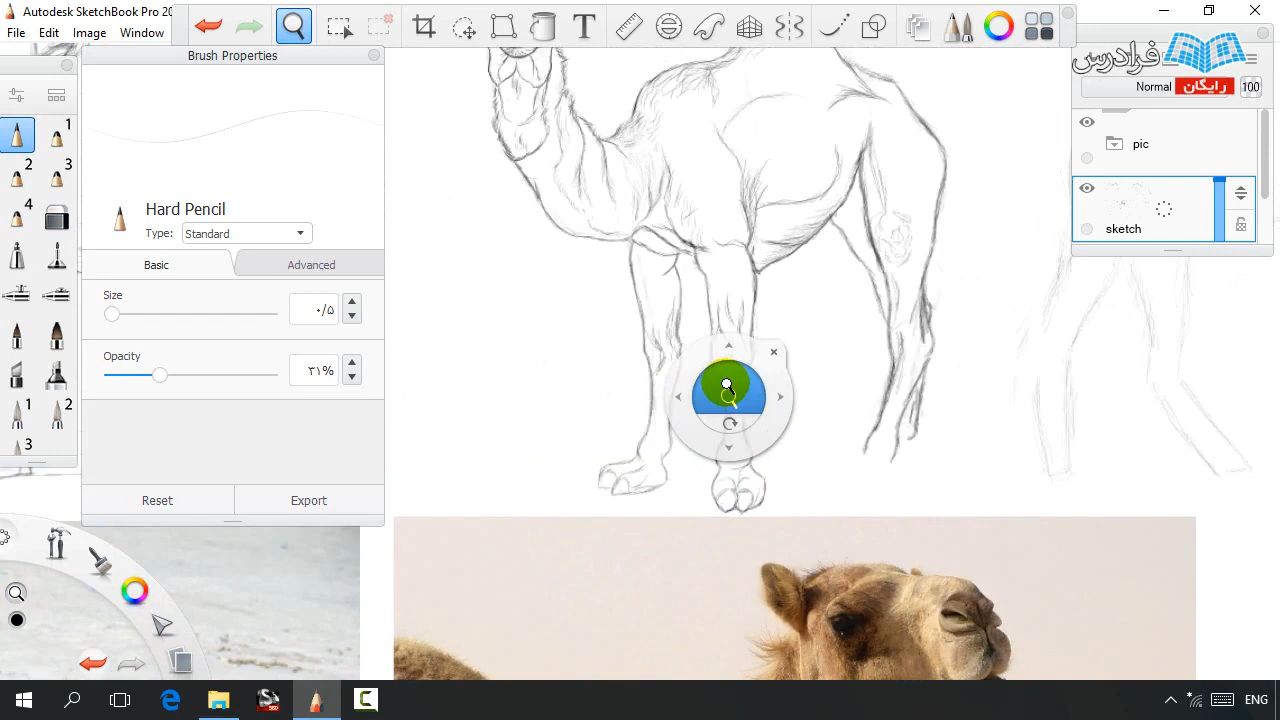 Autodesk SketchBook Pro 20
File Edit Image Window
T
فرادرس
رایگان
Brush Properties
Normal 100
pic
sketch
1
2 3
4
1 2
3
Hard Pencil
Type: Standard
Basic Advanced
Size
۰/۵
Opacity
۳۱%
Reset Export
ENG